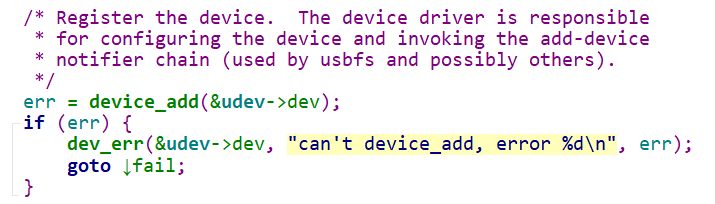 /* Register the device.  The device driver is responsible
 * for configuring the device and invoking the add-device
 * notifier chain (used by usbfs and possibly others).
 */
err = device_add(&udev->dev);
if (err) {
    dev_err(&udev->dev, "can't device_add, error %d\n", err);
    goto ↓fail;
}